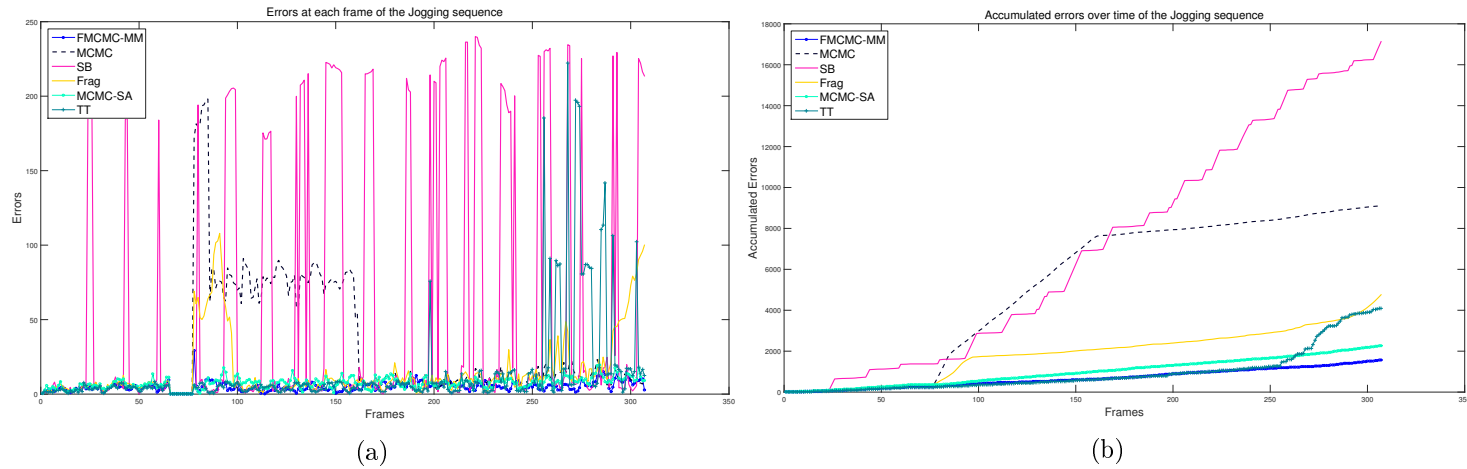 Errors at each frame of the Jogging sequence
250
200
150
100
50
0
0 50 100 150 200 250 300 350
Errors
Frames
FMCMC-MM
MCMC
SB
Frag
MCMC-SA
TT
(a)
Accumulated errors over time of the Jogging sequence
18000
16000
14000
12000
10000
8000
6000
4000
2000
0
0 50 100 150 200 250 300 35
Accumulated Errors
Frames
FMCMC-MM
MCMC
SB
Frag
MCMC-SA
TT
(b)